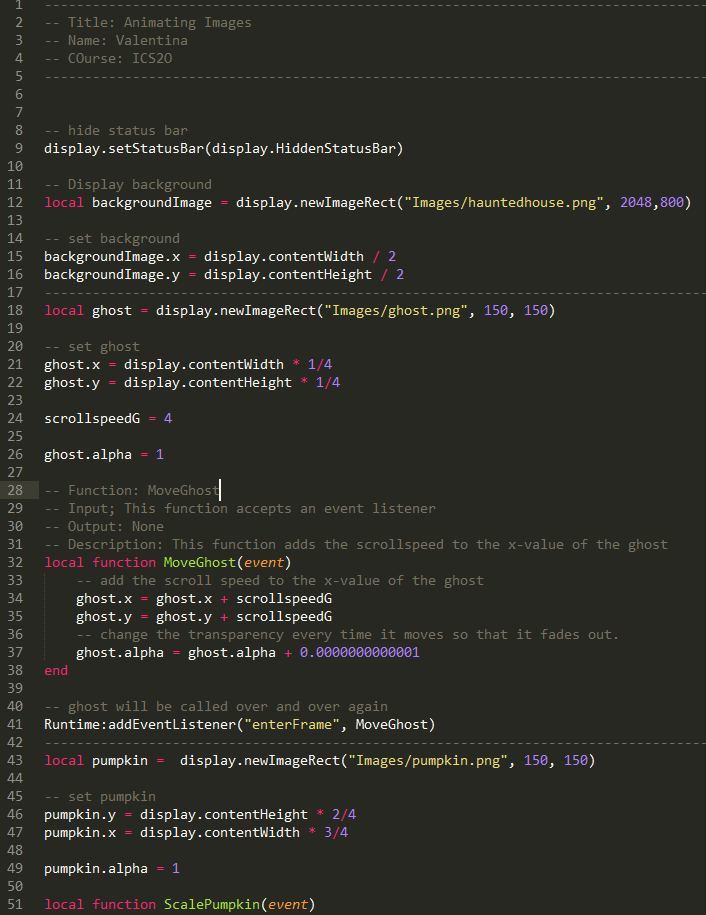 1 ------------------------------------------------------------------------------------
2 -- Title: Animating Images
3 -- Name: Valentina
4 -- COurse: ICS2O
5 ------------------------------------------------------------------------------------
6
7
8 -- hide status bar
9 display.setStatusBar(display.HiddenStatusBar)
10
11 -- Display background
12 local backgroundImage = display.newImageRect("Images/hauntedhouse.png", 2048,800)
13
14 -- set background
15 backgroundImage.x = display.contentWidth / 2
16 backgroundImage.y = display.contentHeight / 2
17 ------------------------------------------------------------------------------------
18 local ghost = display.newImageRect("Images/ghost.png", 150, 150)
19
20 -- set ghost
21 ghost.x = display.contentWidth * 1/4
22 ghost.y = display.contentHeight * 1/4
23
24 scrollspeedG = 4
25
26 ghost.alpha = 1
27
28 -- Function: MoveGhost
29 -- Input; This function accepts an event listener
30 -- Output: None
31 -- Description: This function adds the scrollspeed to the x-value of the ghost
32 local function MoveGhost(event)
33     -- add the scroll speed to the x-value of the ghost
34     ghost.x = ghost.x + scrollspeedG
35     ghost.y = ghost.y + scrollspeedG
36     -- change the transparency every time it moves so that it fades out.
37     ghost.alpha = ghost.alpha + 0.0000000000001
38 end
39
40 -- ghost will be called over and over again
41 Runtime:addEventListener("enterFrame", MoveGhost)
42 ------------------------------------------------------------------------------------
43 local pumpkin =  display.newImageRect("Images/pumpkin.png", 150, 150)
44
45 -- set pumpkin
46 pumpkin.y = display.contentHeight * 2/4
47 pumpkin.x = display.contentWidth * 3/4
48
49 pumpkin.alpha = 1
50
51 local function ScalePumpkin(event)